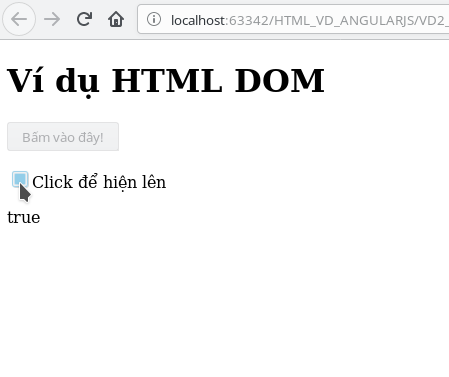 localhost:63342/HTML_VD_ANGULARJS/VD2_
Ví dụ HTML DOM
Bấm vào đây!
Click để hiện lên
true